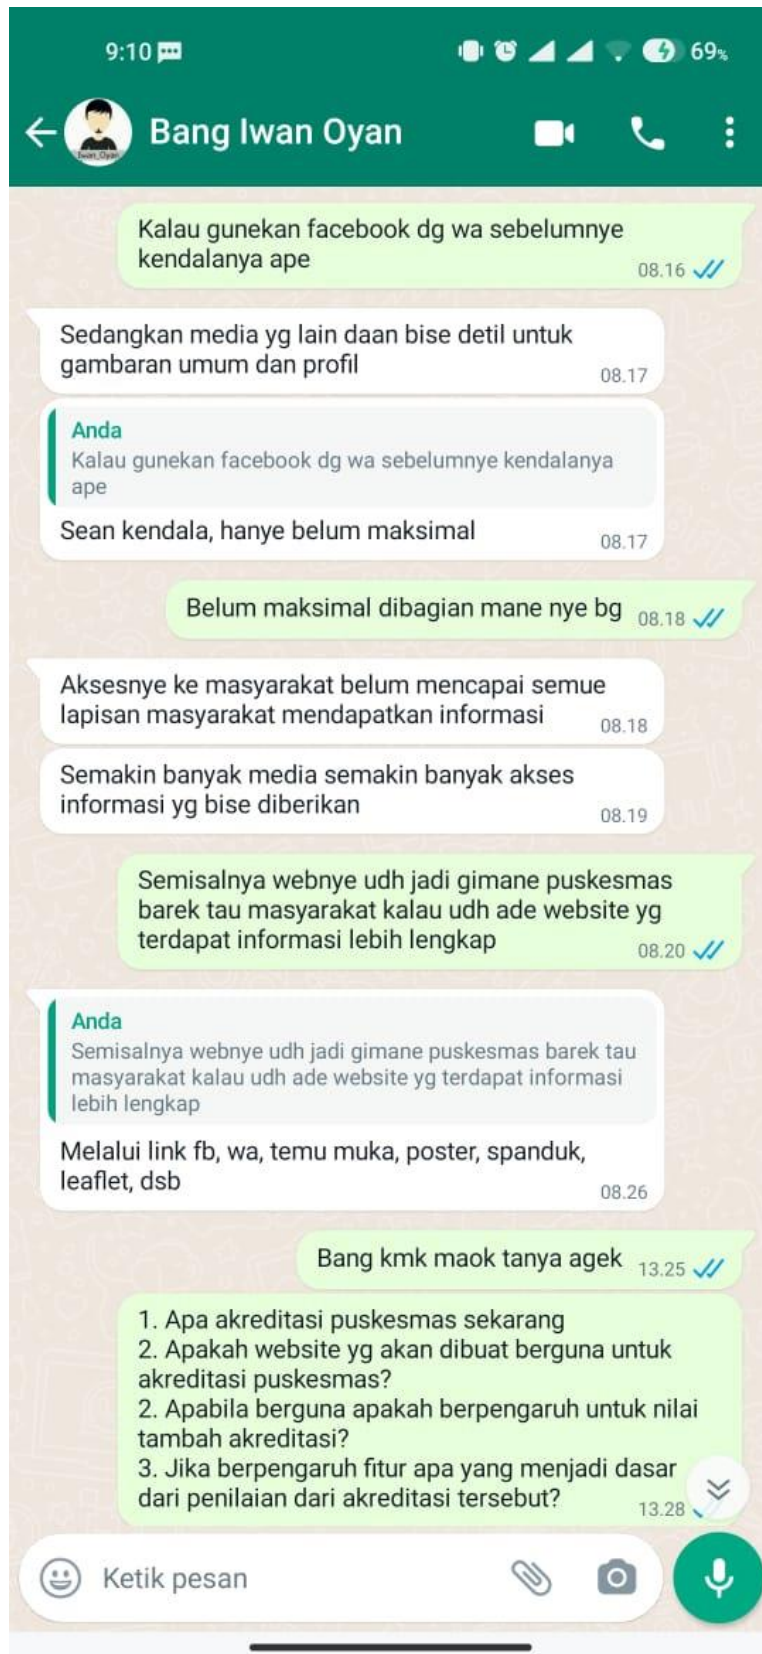 9:10
69%
Bang Iwan Oyan
Iwan_Oyan
Kalau gunekan facebook dg wa sebelumnye
kendalanya ape
08.16
Sedangkan media yg lain daan bise detil untuk
gambaran umum dan profil
08.17
Anda
Kalau gunekan facebook dg wa sebelumnye kendalanya
ape
Sean kendala, hanye belum maksimal
08.17
Belum maksimal dibagian mane nye bg
08.18
Aksesnye ke masyarakat belum mencapai semue
lapisan masyarakat mendapatkan informasi
08.18
Semakin banyak media semakin banyak akses
informasi yg bise diberikan
08.19
Semisalnya webnye udh jadi gimane puskesmas
barek tau masyarakat kalau udh ade website yg
terdapat informasi lebih lengkap
08.20
Anda
Semisalnya webnye udh jadi gimane puskesmas barek tau
masyarakat kalau udh ade website yg terdapat informasi
lebih lengkap
Melalui link fb, wa, temu muka, poster, spanduk,
leaflet, dsb
08.26
Bang kmk maok tanya agek
13.25
1. Apa akreditasi puskesmas sekarang
2. Apakah website yg akan dibuat berguna untuk
akreditasi puskesmas?
2. Apabila berguna apakah berpengaruh untuk nilai
tambah akreditasi?
3. Jika berpengaruh fitur apa yang menjadi dasar
dari penilaian dari akreditasi tersebut?
13.28
Ketik pesan